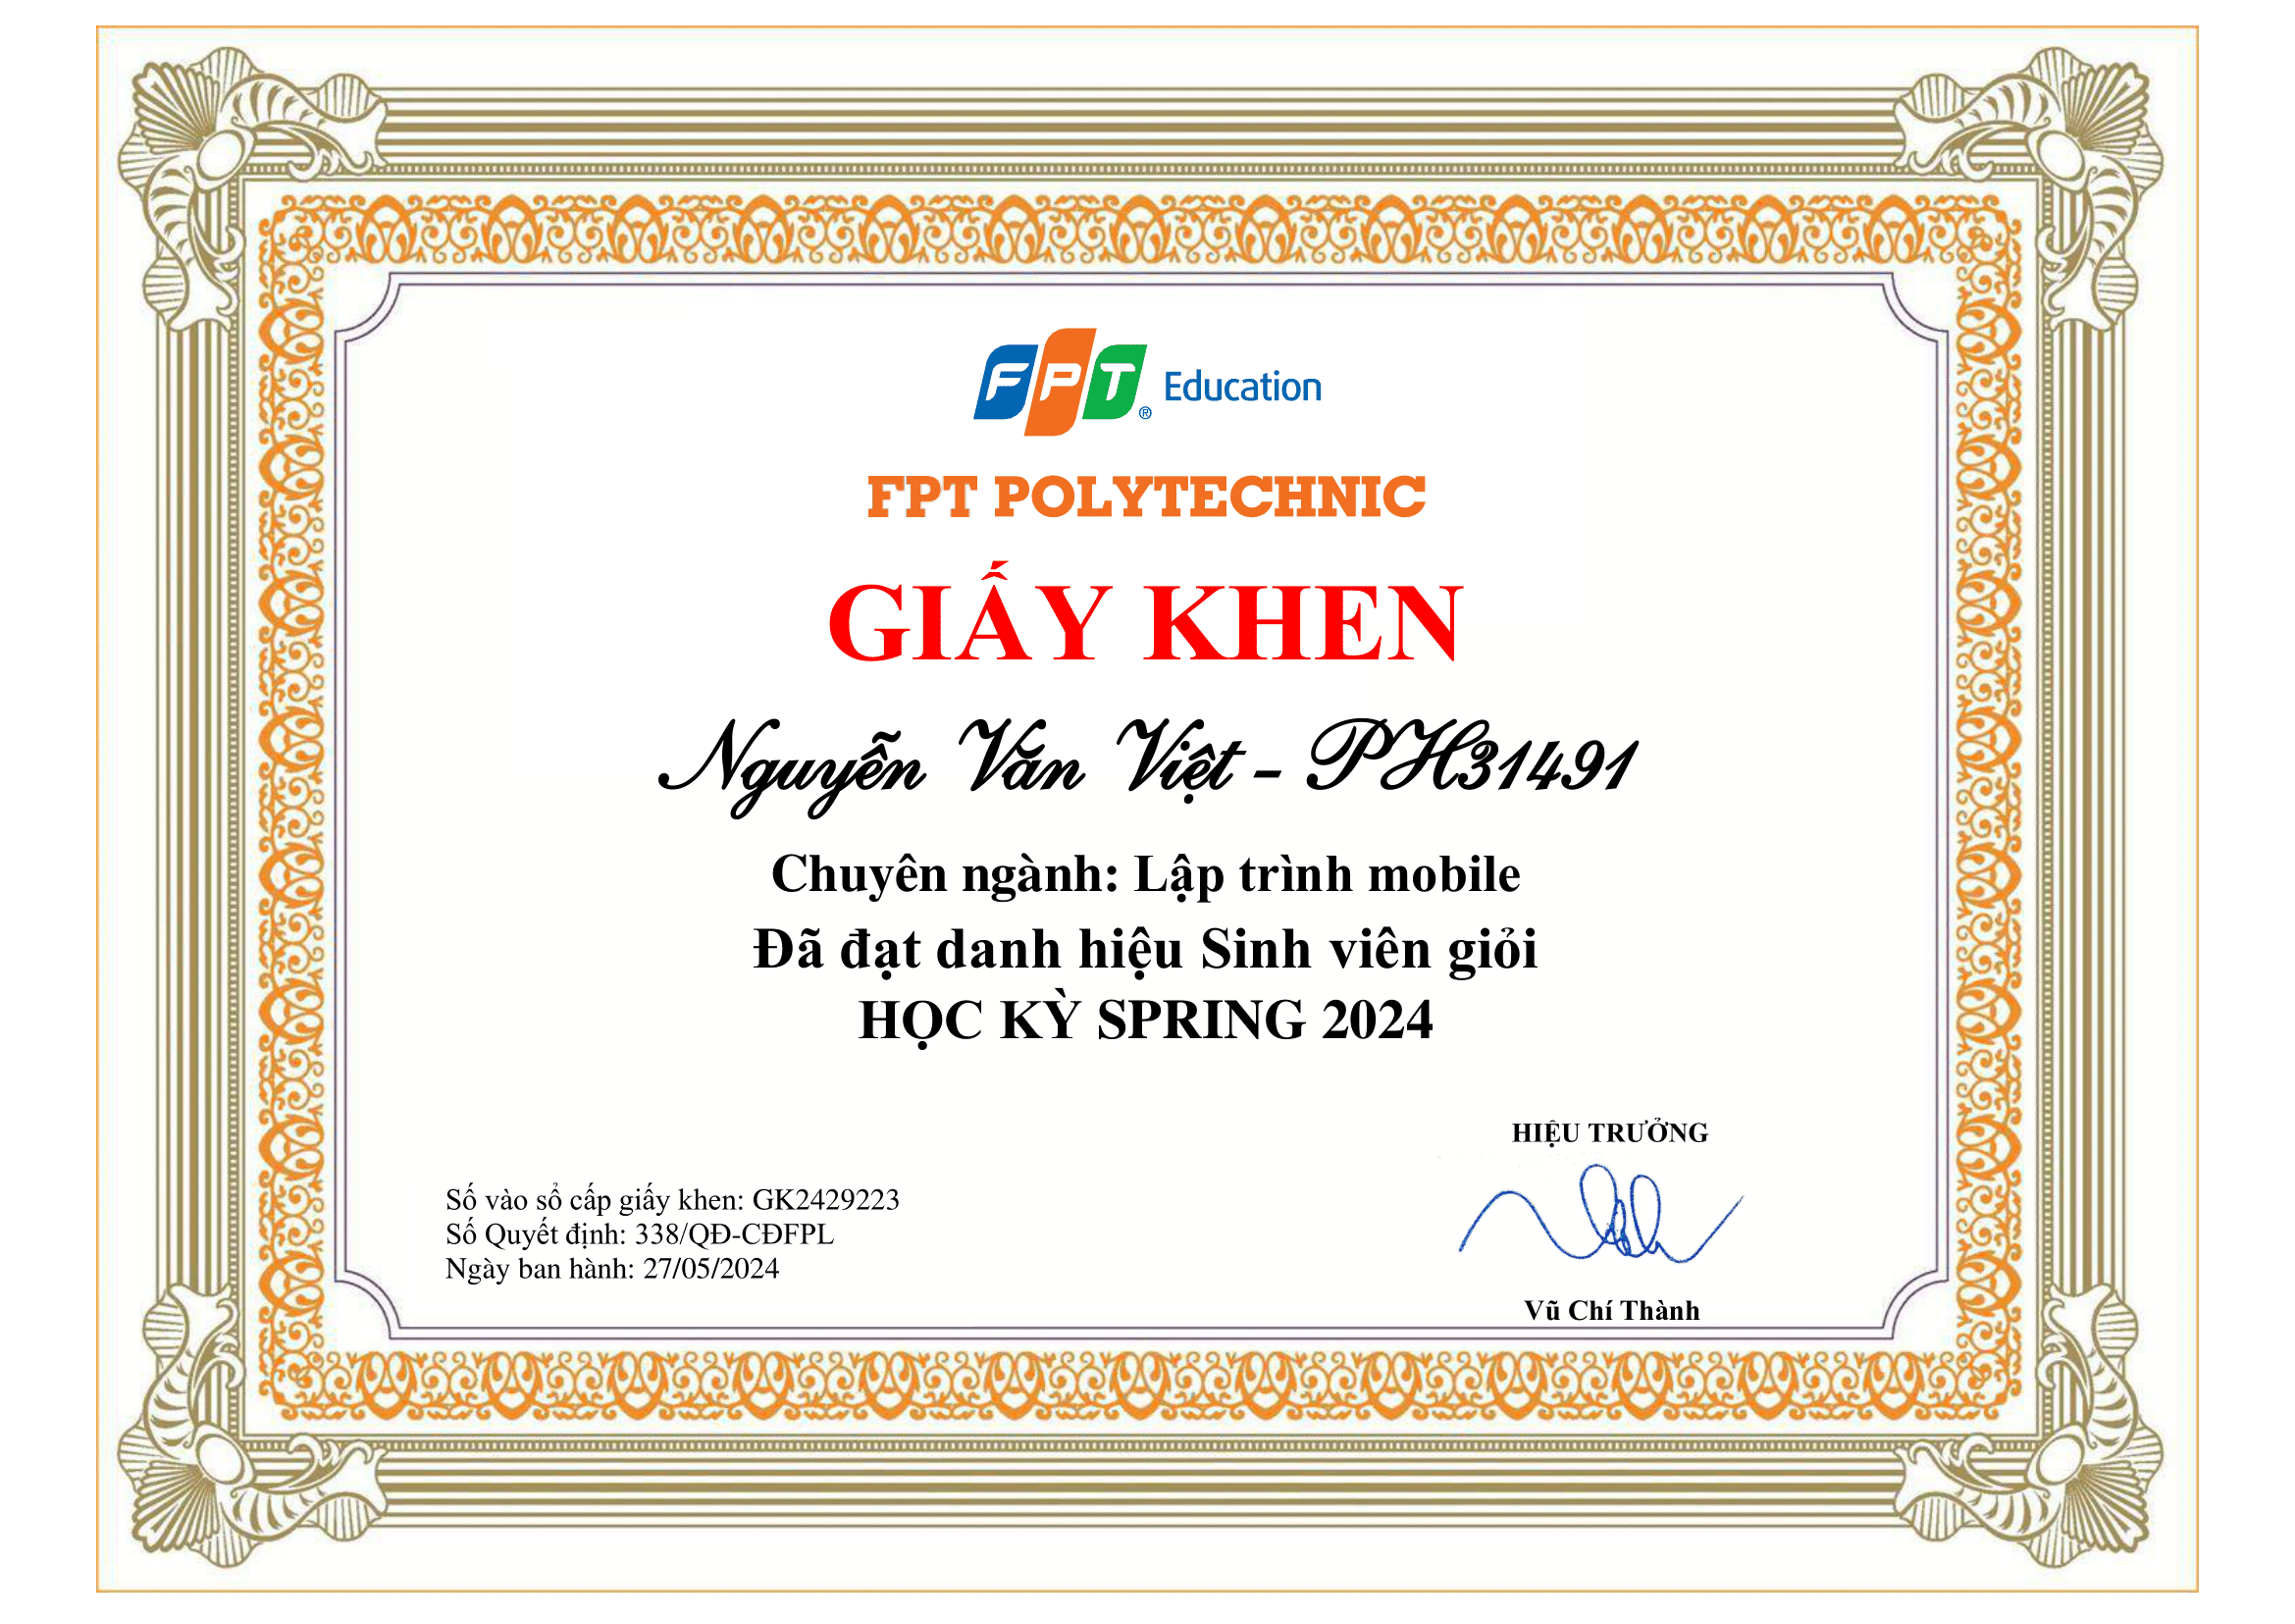 FPT® Education
FPT POLYTECHNIC
GIẤY KHEN
Nguyễn Văn Việt - PH31491
Chuyên ngành: Lập trình mobile
Đã đạt danh hiệu Sinh viên giỏi
HỌC KỲ SPRING 2024
Số vào sổ cấp giấy khen: GK2429223
Số Quyết định: 338/QĐ-CĐFPL
Ngày ban hành: 27/05/2024
HIỆU TRƯỞNG
Vũ Chí Thành